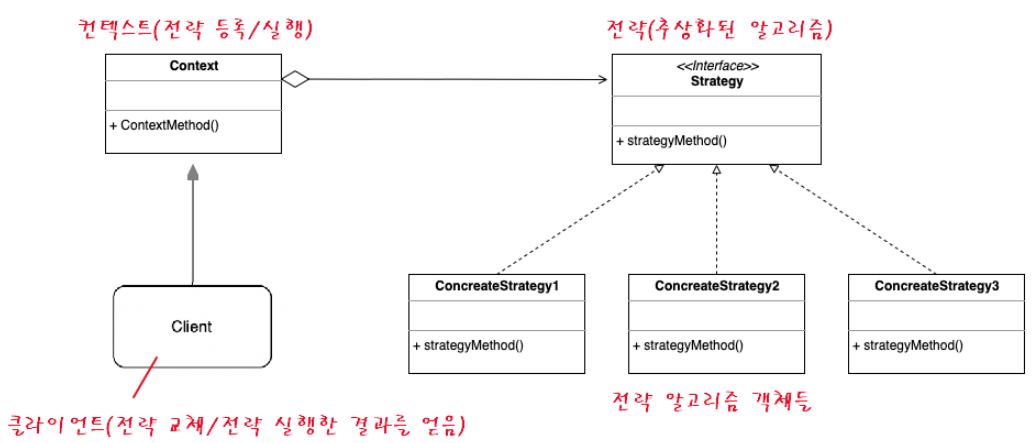 컨텍스트(전략 등록/실행)
전략(추상화된 알고리즘)
Context
+ ContextMethod()
<<Interface>>
Strategy
+ strategyMethod()
ConcreateStrategy1
+ strategyMethod()
ConcreateStrategy2
+ strategyMethod()
ConcreateStrategy3
+ strategyMethod()
Client
전략 알고리즘 객체들
클라이언트(전략 교체/전략 실행한 결과를 얻음)